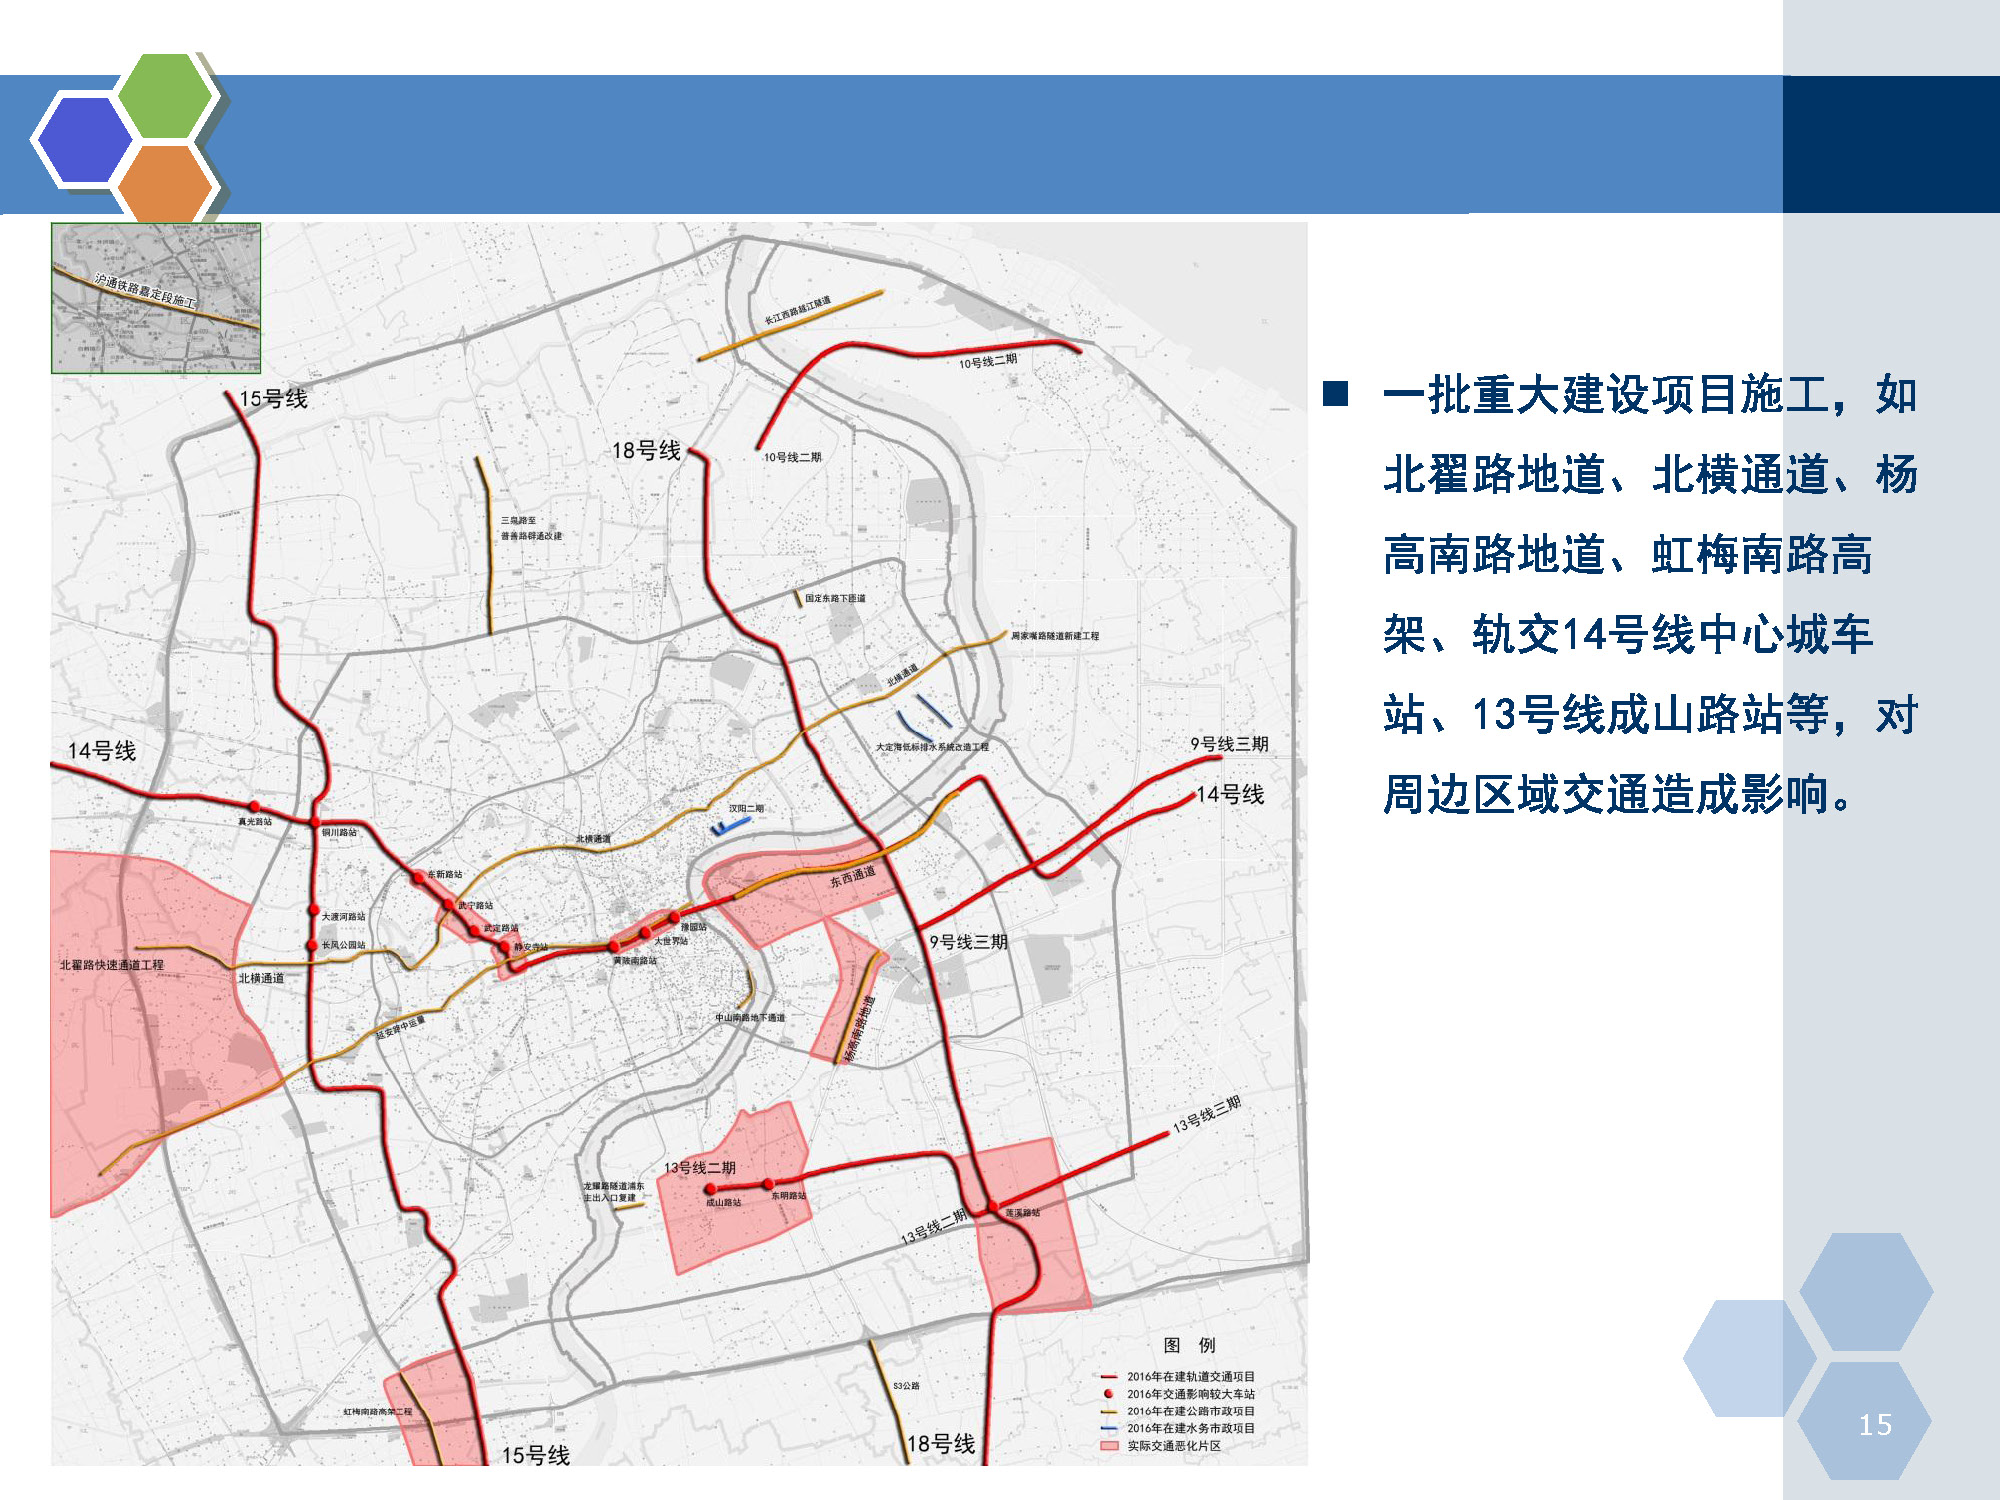 沪通铁路嘉定段施工
15号线
长江西路越江隧道
10号线二期
18号线
10号线二期
三泉路至
普善路辟通改建
国定东路下匝道
周家嘴路隧道新建工程
北横通道
大定海低标排水系统改造工程
14号线
9号线三期
14号线
真光路站
铜川路站
汉阳二期
北横通道
东新路站
东西通道
武宁路站
大渡河路站
武定路站
豫园站
长风公园站
静安寺站
大世界站
9号线三期
黄陂南路站
北翟路快速通道工程
北横通道
延安路中运量
中山南路地下通道
杨高南路地道
13号线三期
13号线二期
龙耀路隧道浦东
主出入口复建
成山路站
东明路站
莲溪路站
13号线二期
虹梅南路高架工程
S3公路
15号线
18号线
图 例
2016年在建轨道交通项目
2016年交通影响较大车站
2016年在建公路市政项目
2016年在建水务市政项目
实际交通恶化片区
■ 一批重大建设项目施工，如
北翟路地道、北横通道、杨
高南路地道、虹梅南路高
架、轨交14号线中心城车
站、13号线成山路站等，对
周边区域交通造成影响。
15